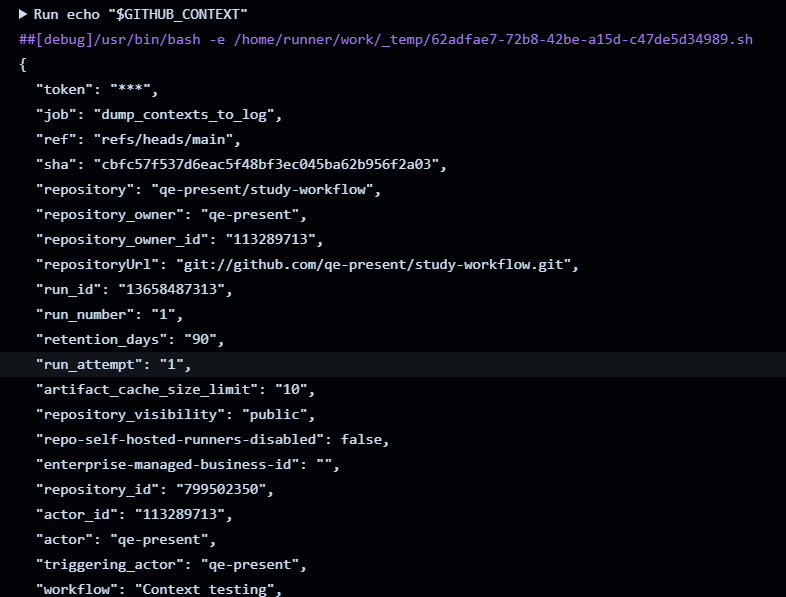 Run echo "$GITHUB_CONTEXT"
##[debug]/usr/bin/bash -e /home/runner/work/_temp/62adfae7-72b8-42be-a15d-c47de5d34989.sh
{
"token": "***",
"job": "dump_contexts_to_log",
"ref": "refs/heads/main",
"sha": "cbfc57f537d6eac5f48bf3ec045ba62b956f2a03",
"repository": "qe-present/study-workflow",
"repository_owner": "qe-present",
"repository_owner_id": "113289713",
"repositoryUrl": "git://github.com/qe-present/study-workflow.git",
"run_id": "13658487313",
"run_number": "1",
"retention_days": "90",
"run_attempt": "1",
"artifact_cache_size_limit": "10",
"repository_visibility": "public",
"repo-self-hosted-runners-disabled": false,
"enterprise-managed-business-id": "",
"repository_id": "799502350",
"actor_id": "113289713",
"actor": "qe-present",
"triggering_actor": "qe-present",
"workflow": "Context testing",